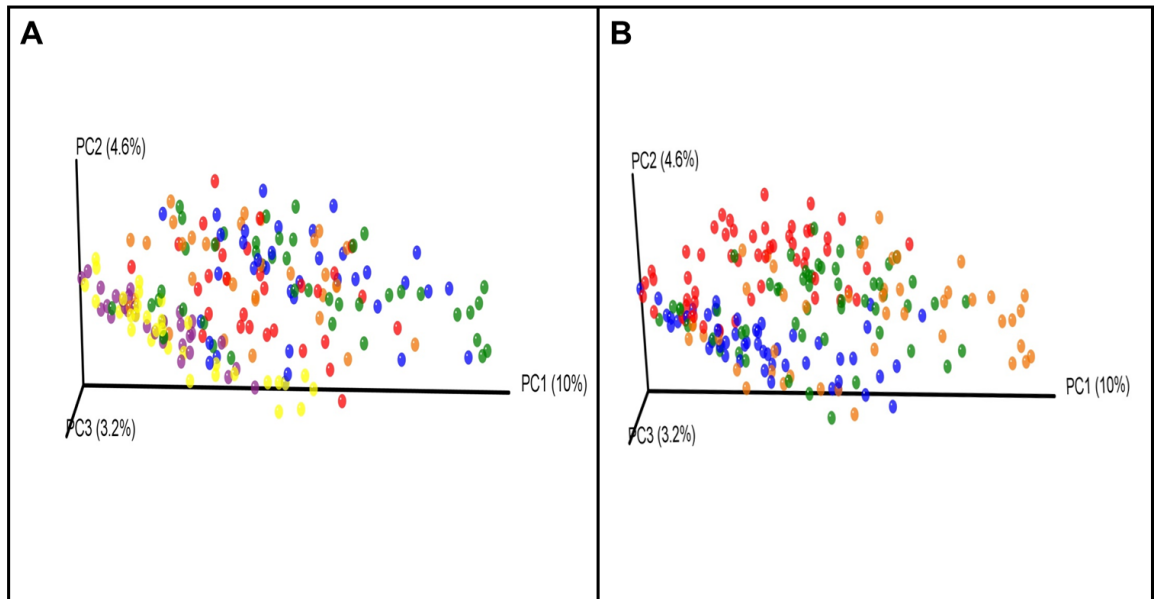 A
PC2 (4.6%)
PC1 (10%)
PC3 (3.2%)
B
PC2 (4.6%)
PC1 (10%)
PC3 (3.2%)